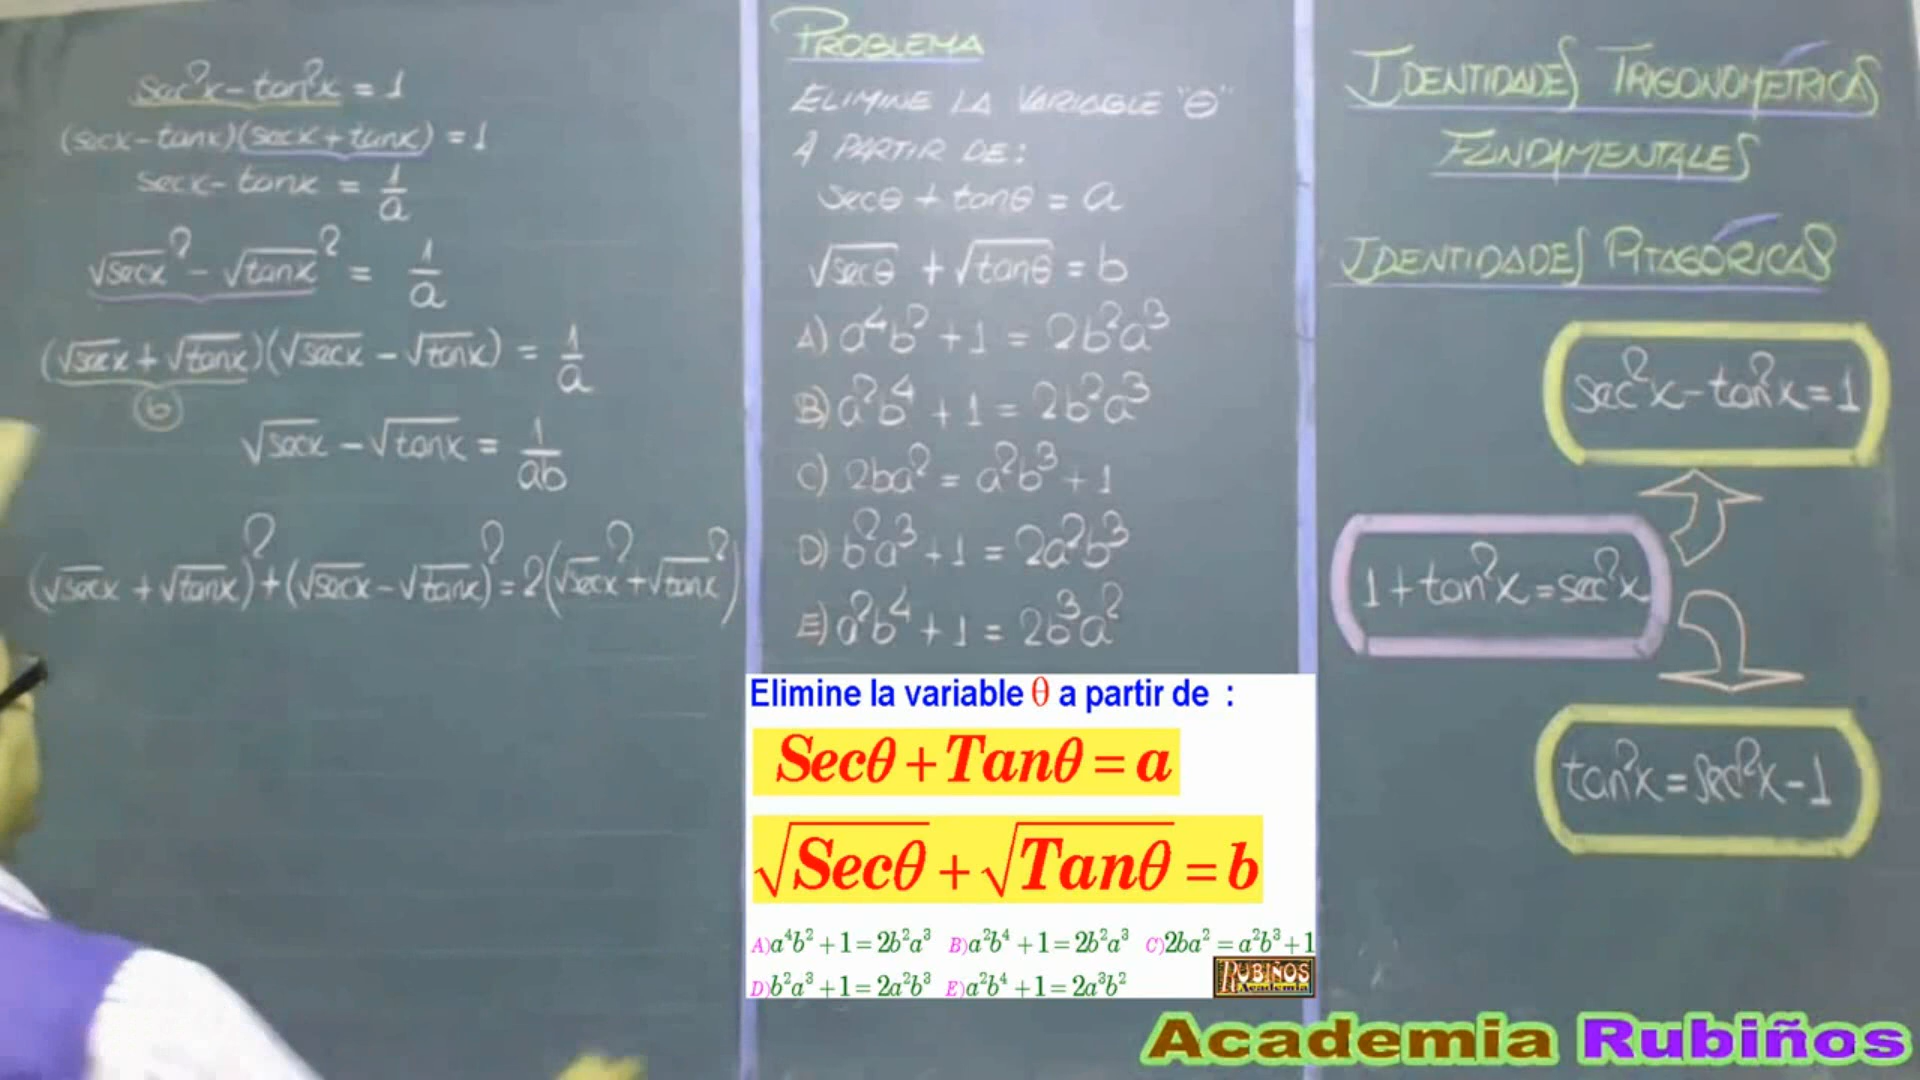 sec²x - tan²x = 1
(secx - tanx)(secx + tanx) = 1
secx - tanx = 1/a
√secx² - √tanx² = 1/a
(√secx + √tanx)(√secx - √tanx) = 1/a
b
√secx - √tanx = 1/ab
(√secx + √tanx)² + (√secx - √tanx)² = 2(√secx² + √tanx²)
PROBLEMA
ELIMINE LA VARIABLE "θ"
A PARTIR DE:
secθ + tanθ = a
√secθ + √tanθ = b
A) a⁴b² + 1 = 2b²a³
B) a²b⁴ + 1 = 2b²a³
C) 2ba² = a²b³ + 1
D) b²a³ + 1 = 2a²b³
E) a²b⁴ + 1 = 2b³a²
Elimine la variable θ a partir de :
Secθ + Tanθ = a
√Secθ + √Tanθ = b
A)a⁴b² + 1 = 2b²a³ B)a²b⁴ + 1 = 2b²a³ C)2ba² = a²b³ + 1
D)b²a³ + 1 = 2a²b³ E)a²b⁴ + 1 = 2a³b²
RUBIÑOS
Academia
IDENTIDADES TRIGONOMÉTRICAS
FUNDAMENTALES
IDENTIDADES PITAGÓRICAS
sec²x - tan²x = 1
1 + tan²x = sec²x
tan²x = sec²x - 1
Academia Rubiños